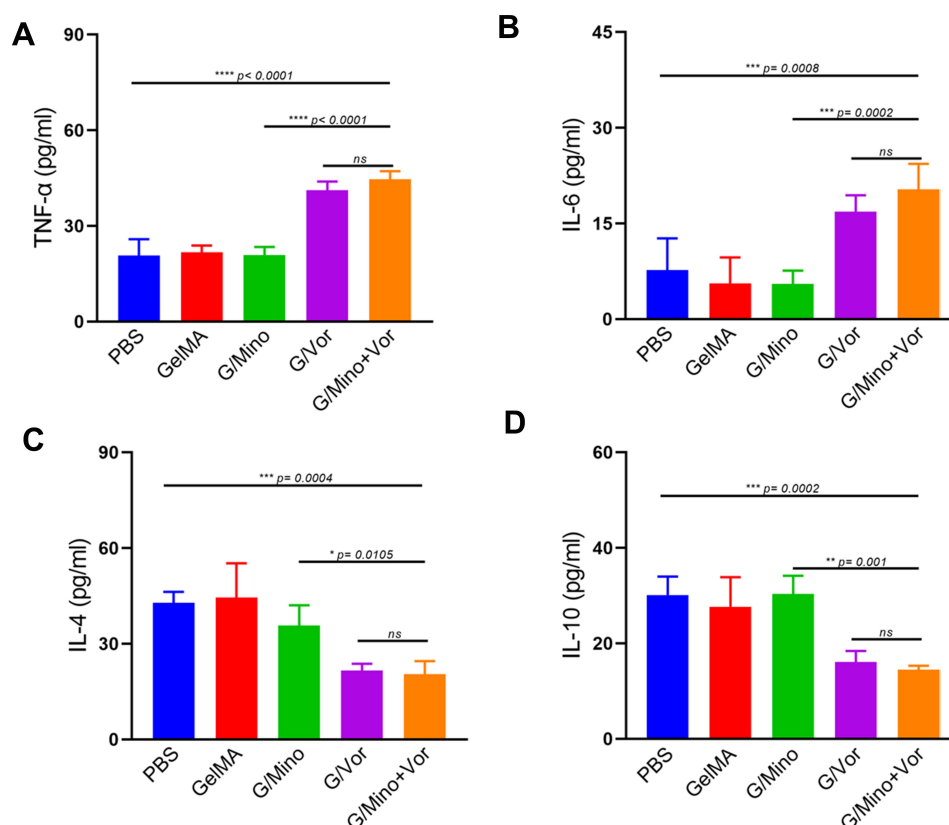 A
TNF-α (pg/ml)
90
60
30
0
**** p< 0.0001
**** p< 0.0001
ns
PBS
GelMA
G/Mino
G/Vor
G/Mino+Vor
B
IL-6 (pg/ml)
45
30
15
0
*** p= 0.0008
*** p= 0.0002
ns
PBS
GelMA
G/Mino
G/Vor
G/Mino+Vor
C
IL-4 (pg/ml)
90
60
30
0
*** p= 0.0004
* p= 0.0105
ns
PBS
GelMA
G/Mino
G/Vor
G/Mino+Vor
D
IL-10 (pg/ml)
60
40
20
0
*** p= 0.0002
** p= 0.001
ns
PBS
GelMA
G/Mino
G/Vor
G/Mino+Vor